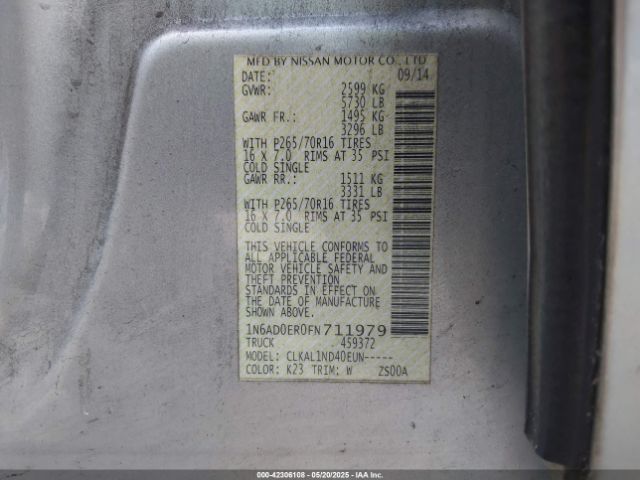 MFD BY NISSAN MOTOR CO., LTD
DATE: 09/14
GVWR: 2599 KG
5730 LB
GAWR FR.: 1495 KG
3296 LB
WITH P265/70R16 TIRES
16 X 7.0 RIMS AT 35 PSI
COLD SINGLE
GAWR RR.: 1511 KG
3331 LB
WITH P265/70R16 TIRES
16 X 7.0 RIMS AT 35 PSI
COLD SINGLE
THIS VEHICLE CONFORMS TO
ALL APPLICABLE FEDERAL
MOTOR VEHICLE SAFETY AND
THEFT PREVENTION
STANDARDS IN EFFECT ON
THE DATE OF MANUFACTURE
SHOWN ABOVE.
1N6AD0ER0FN711979
TRUCK 459372
MODEL: CLKAL1ND40EUN-----
COLOR: K23 TRIM: W ZS00A
000-42306108 | 05/20/2025 | IAAI.COM